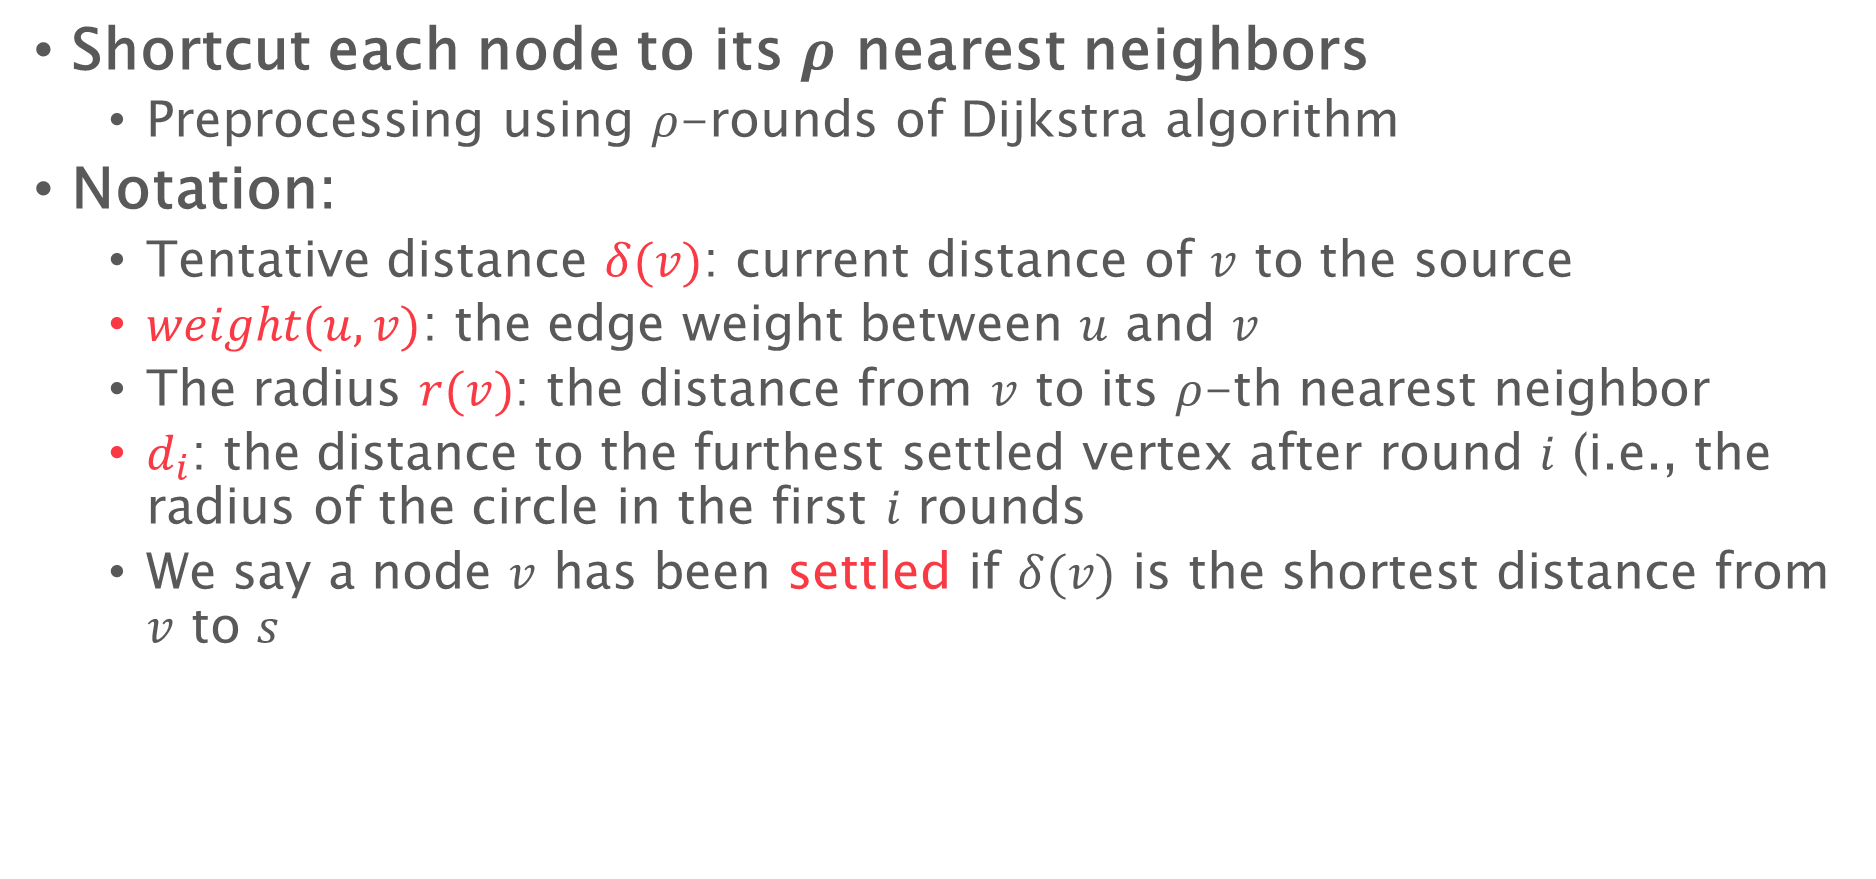 • Shortcut each node to its ρ nearest neighbors
• Preprocessing using ρ-rounds of Dijkstra algorithm
• Notation:
• Tentative distance δ(v): current distance of v to the source
• weight(u, v): the edge weight between u and v
• The radius r(v): the distance from v to its ρ-th nearest neighbor
• dᵢ: the distance to the furthest settled vertex after round i (i.e., the
radius of the circle in the first i rounds
• We say a node v has been settled if δ(v) is the shortest distance from
v to s